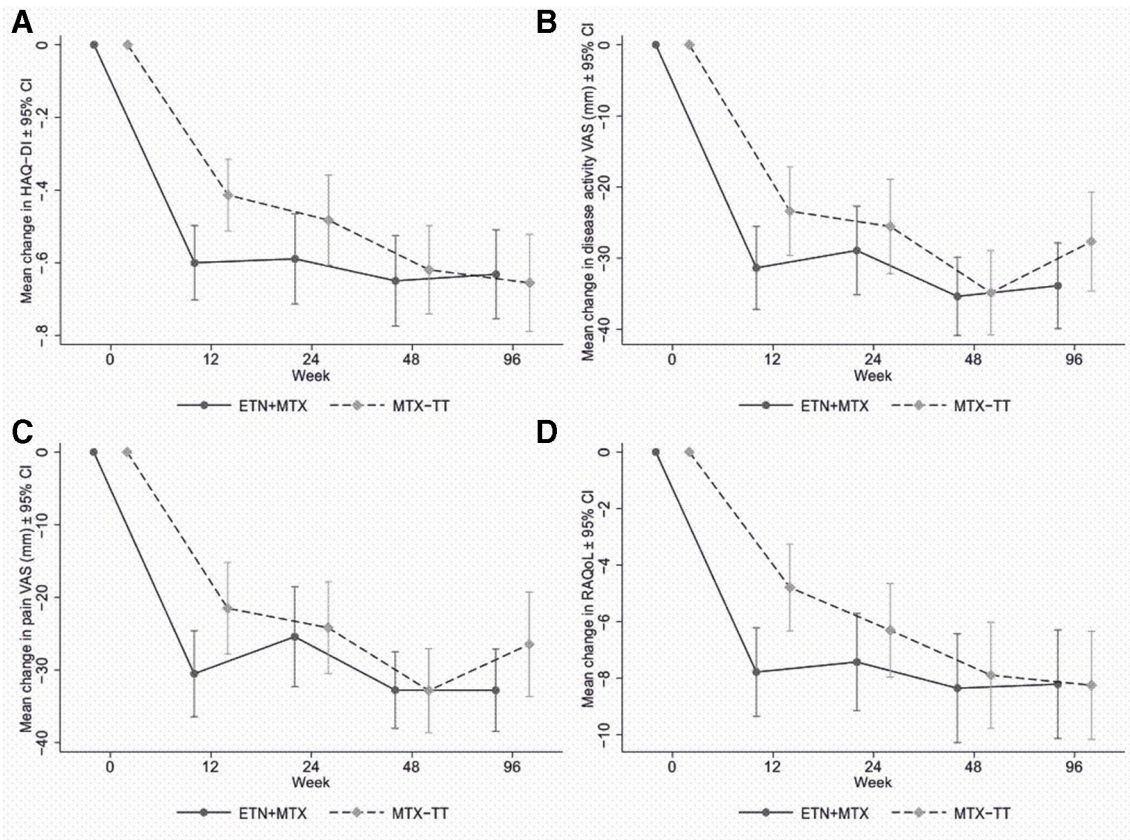 A
Mean change in HAQ−DI ± 95% CI
0
-.2
-.4
-.6
-.8
0 12 24 48 96
Week
ETN+MTX MTX−TT
B
Mean change in disease activity VAS (mm) ± 95% CI
0
-10
-20
-30
-40
0 12 24 48 96
Week
ETN+MTX MTX−TT
C
Mean change in pain VAS (mm) ± 95% CI
0
-10
-20
-30
-40
0 12 24 48 96
Week
ETN+MTX MTX−TT
D
Mean change in RAQoL ± 95% CI
0
-2
-4
-6
-8
-10
0 12 24 48 96
Week
ETN+MTX MTX−TT